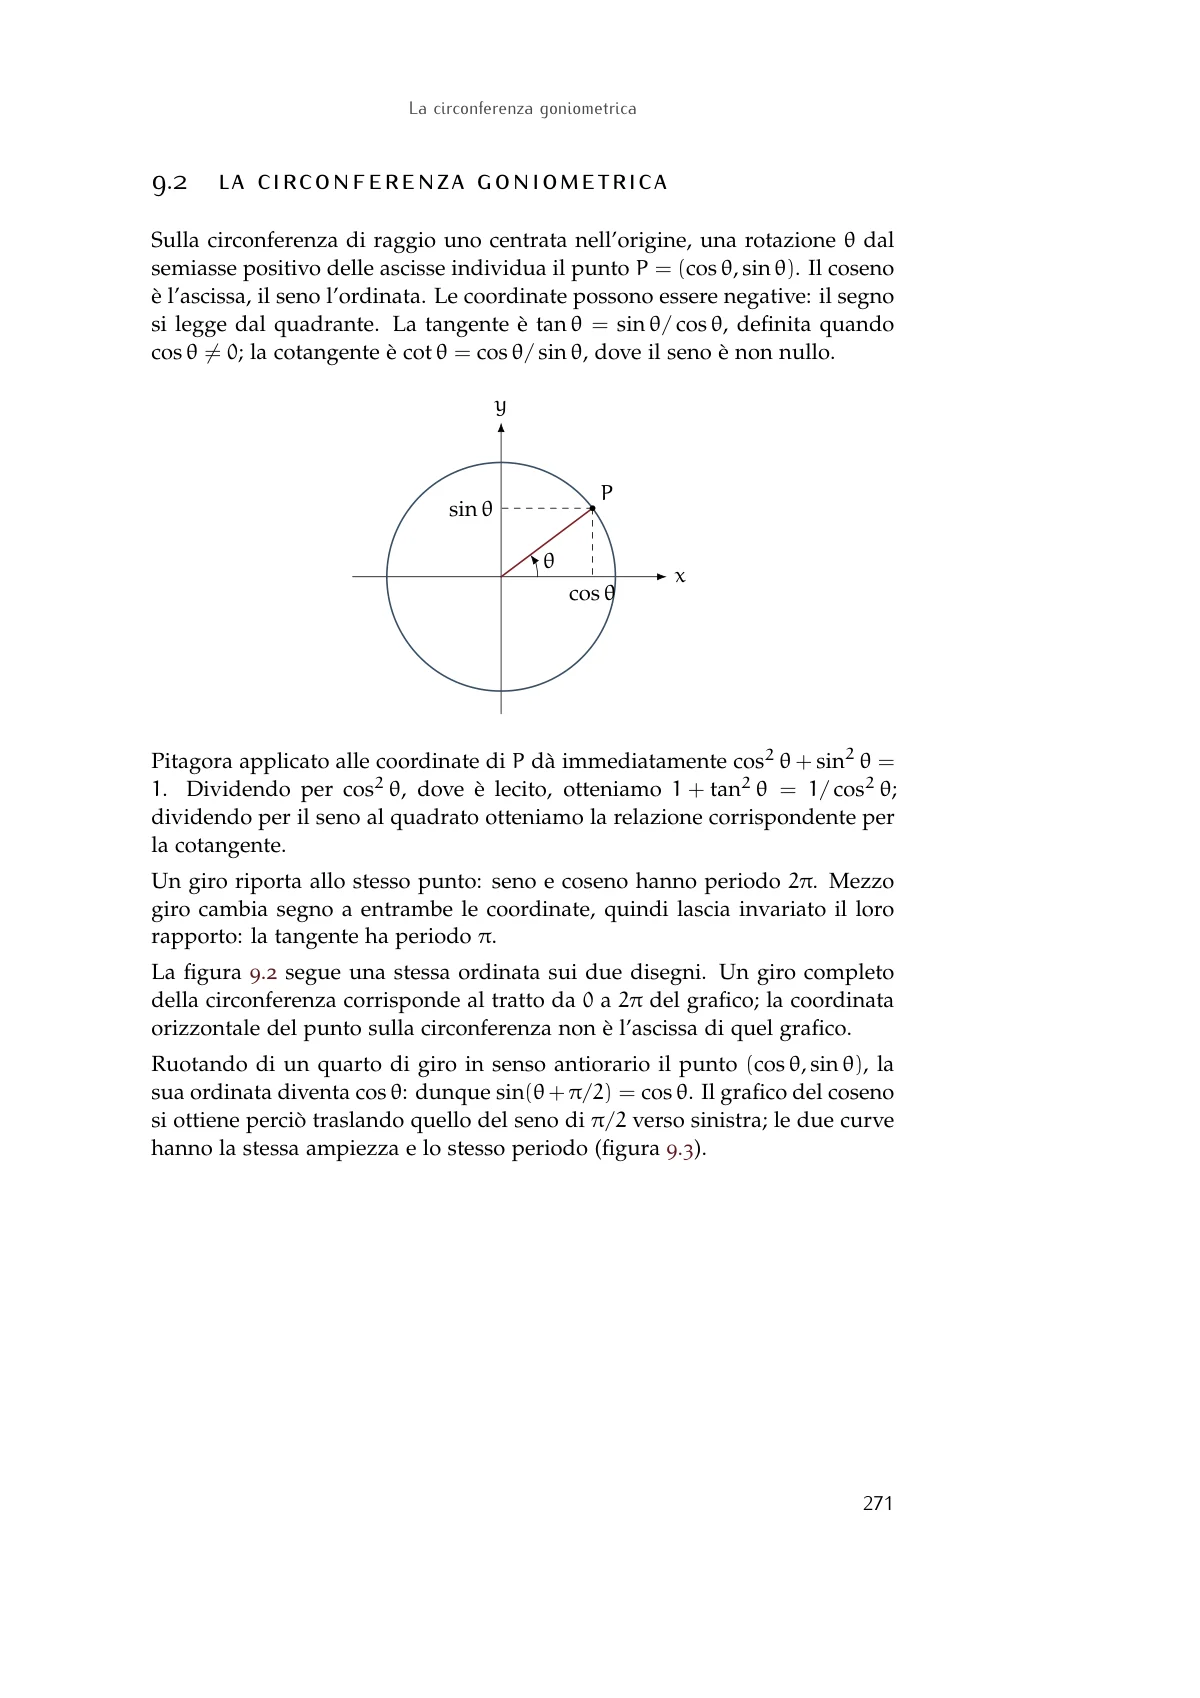 La circonferenza goniometrica
9.2 LA CIRCONFERENZA GONIOMETRICA
Sulla circonferenza di raggio uno centrata nell’origine, una rotazione θ dal
semiasse positivo delle ascisse individua il punto P = (cos θ, sin θ). Il coseno
è l’ascissa, il seno l’ordinata. Le coordinate possono essere negative: il segno
si legge dal quadrante. La tangente è tan θ = sin θ/ cos θ, definita quando
cos θ ≠ 0; la cotangente è cot θ = cos θ/ sin θ, dove il seno è non nullo.
y
P
sin θ
θ
x
cos θ
Pitagora applicato alle coordinate di P dà immediatamente cos² θ + sin² θ =
1. Dividendo per cos² θ, dove è lecito, otteniamo 1 + tan² θ = 1/ cos² θ;
dividendo per il seno al quadrato otteniamo la relazione corrispondente per
la cotangente.
Un giro riporta allo stesso punto: seno e coseno hanno periodo 2π. Mezzo
giro cambia segno a entrambe le coordinate, quindi lascia invariato il loro
rapporto: la tangente ha periodo π.
La figura 9.2 segue una stessa ordinata sui due disegni. Un giro completo
della circonferenza corrisponde al tratto da 0 a 2π del grafico; la coordinata
orizzontale del punto sulla circonferenza non è l’ascissa di quel grafico.
Ruotando di un quarto di giro in senso antiorario il punto (cos θ, sin θ), la
sua ordinata diventa cos θ: dunque sin(θ + π/2) = cos θ. Il grafico del coseno
si ottiene perciò traslando quello del seno di π/2 verso sinistra; le due curve
hanno la stessa ampiezza e lo stesso periodo (figura 9.3).
271